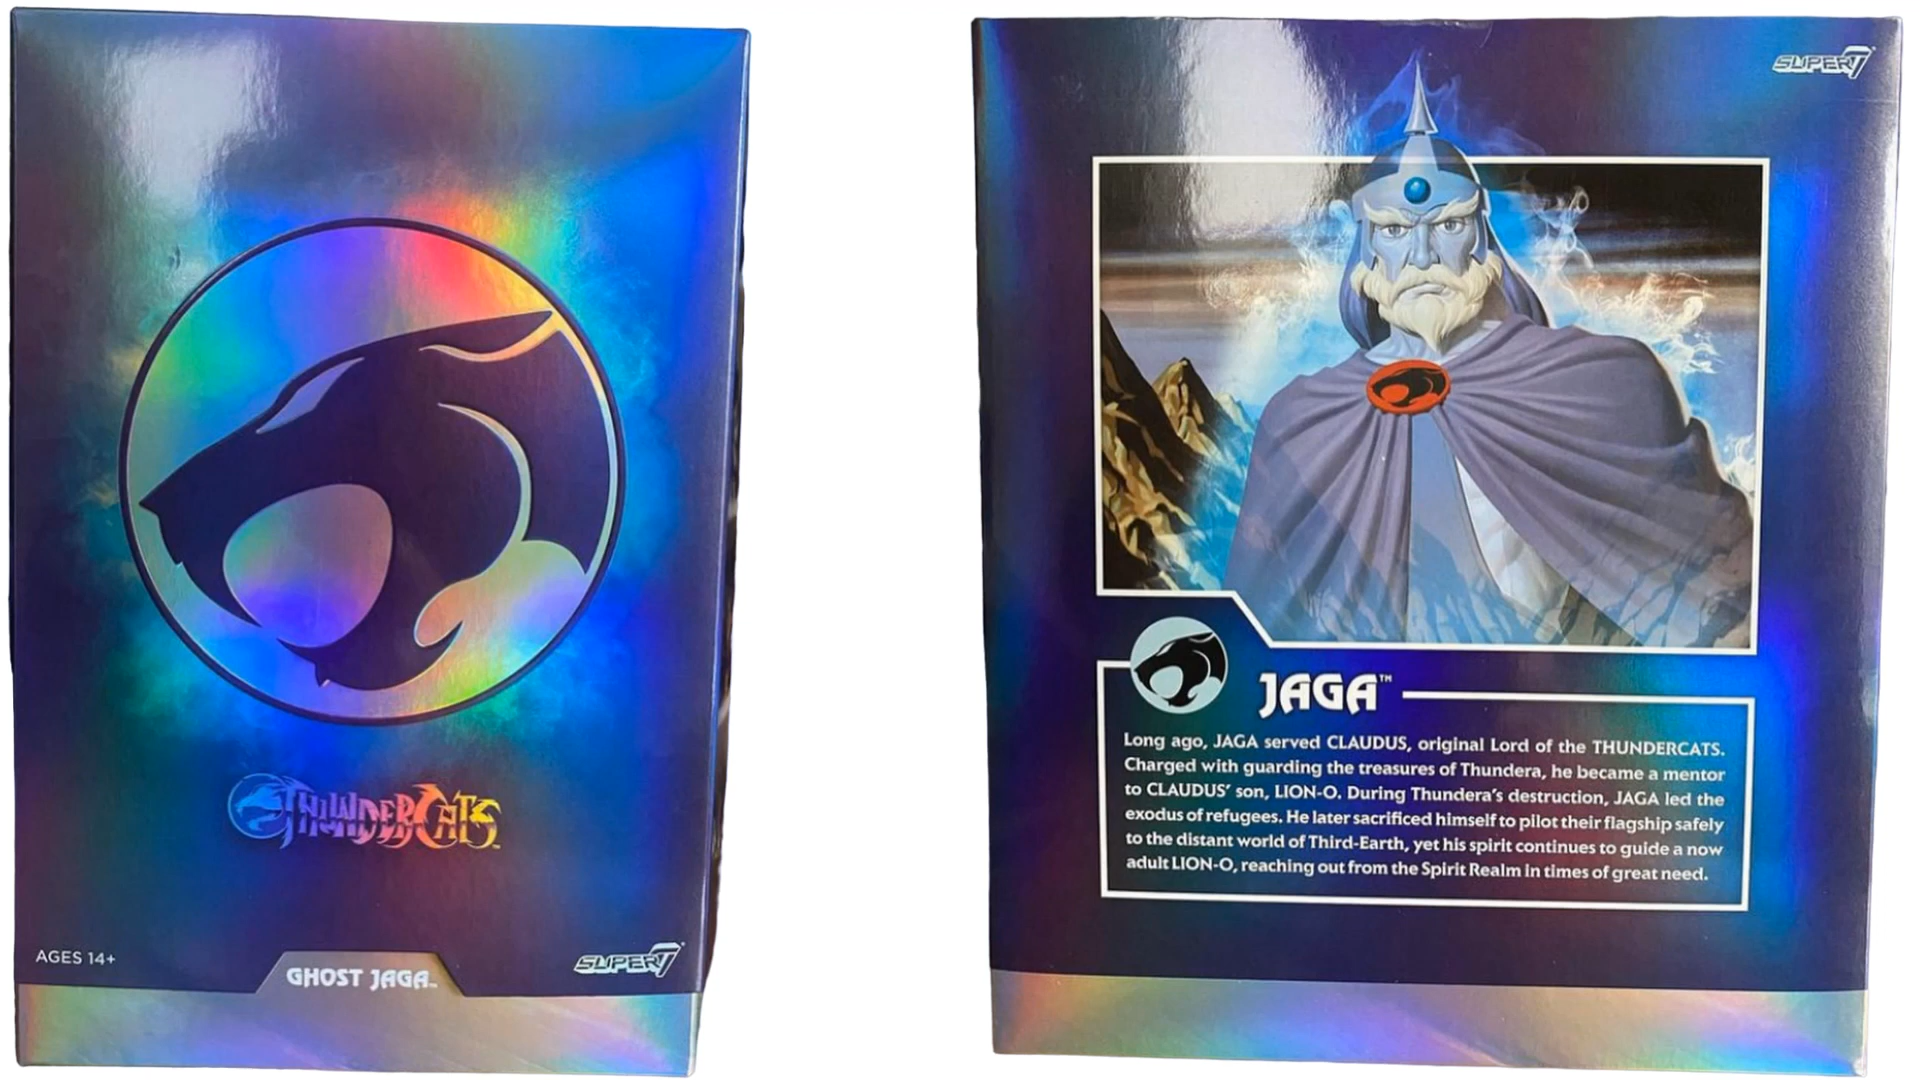 THUNDERCATS™
AGES 14+
GHOST JAGA™
SUPER7®
SUPER7®
JAGA™
Long ago, JAGA served CLAUDUS, original Lord of the THUNDERCATS.
Charged with guarding the treasures of Thundera, he became a mentor
to CLAUDUS’ son, LION-O. During Thundera’s destruction, JAGA led the
exodus of refugees. He later sacrificed himself to pilot their flagship safely
to the distant world of Third-Earth, yet his spirit continues to guide a now
adult LION-O, reaching out from the Spirit Realm in times of great need.